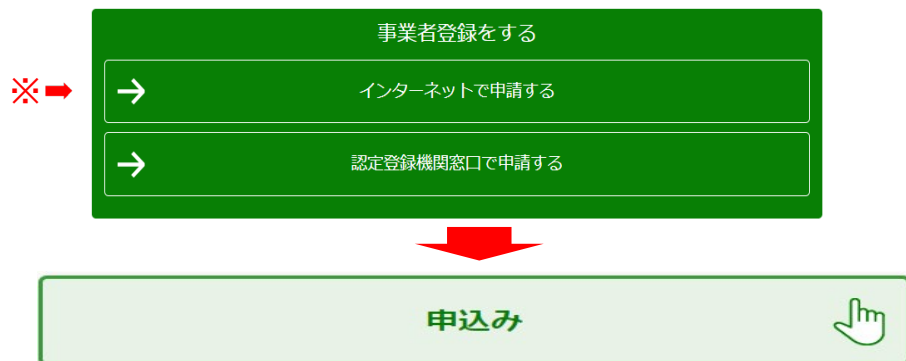 事業者登録をする
※➡
インターネットで申請する
認定登録機関窓口で申請する
申込み